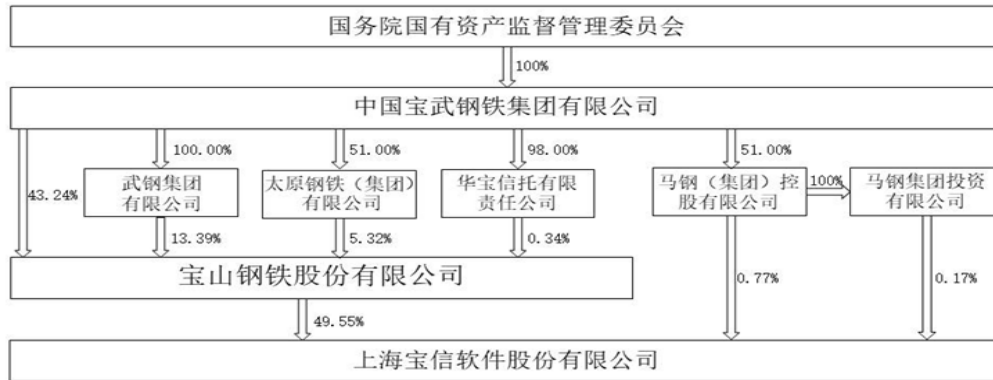 国务院国有资产监督管理委员会
100%
中国宝武钢铁集团有限公司
43.24%
100.00%
51.00%
98.00%
51.00%
武钢集团
有限公司
太原钢铁（集团）
有限公司
华宝信托有限
责任公司
马钢（集团）控
股有限公司
100%
马钢集团投资
有限公司
13.39%
5.32%
0.34%
宝山钢铁股份有限公司
0.77%
0.17%
49.55%
上海宝信软件股份有限公司